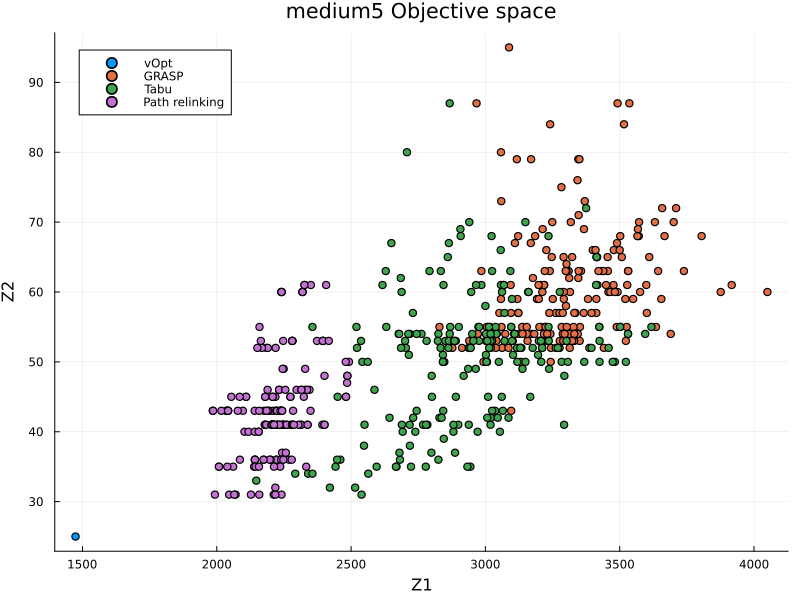 medium5 Objective space
vOpt
GRASP
Tabu
Path relinking
90
80
70
60
50
40
30
Z2
1500 2000 2500 3000 3500 4000
Z1